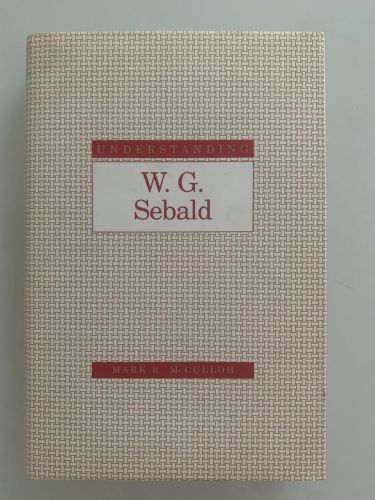 UNDERSTANDING
W. G.
Sebald
MARK R. McCULLOH